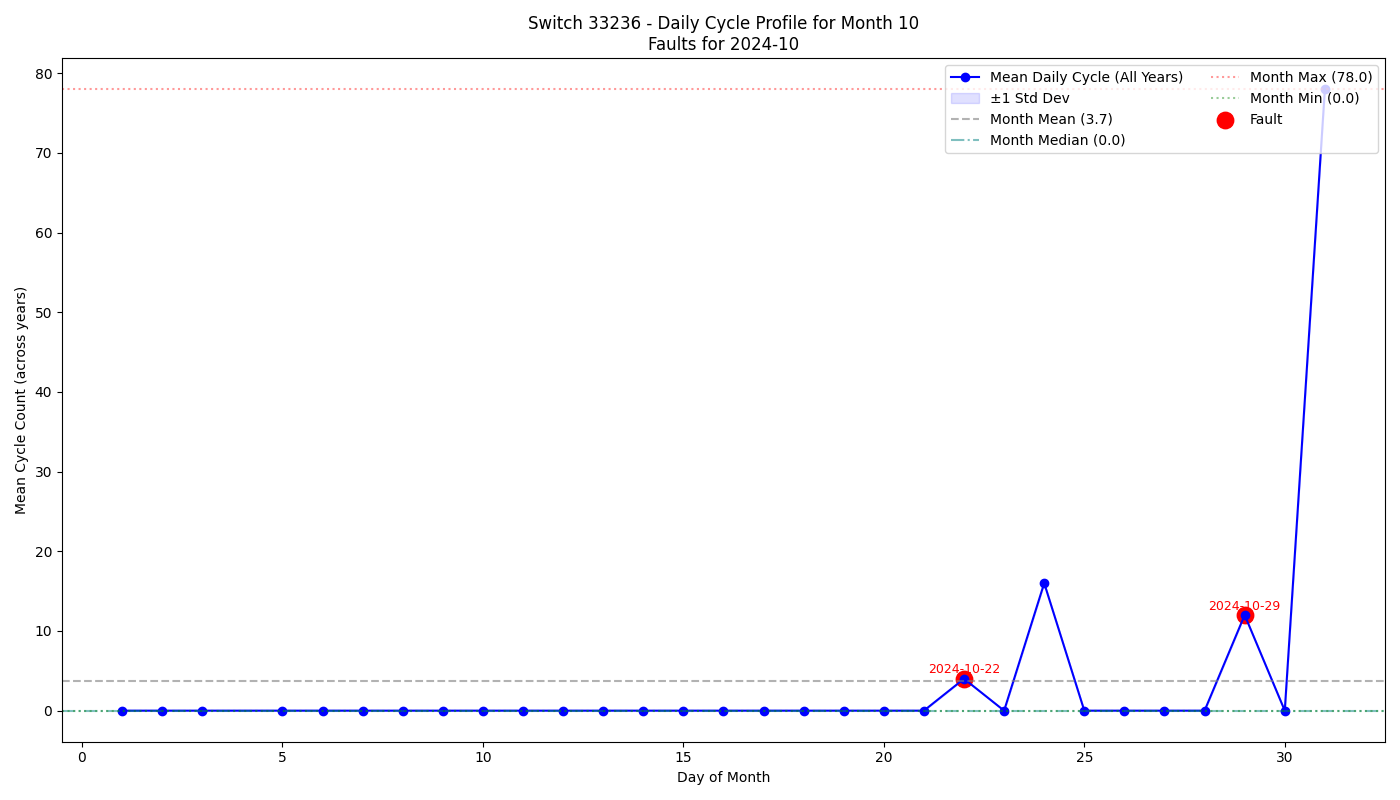 Switch 33236 - Daily Cycle Profile for Month 10
Faults for 2024-10
Mean Cycle Count (across years)
80
70
60
50
40
30
20
10
0
Mean Daily Cycle (All Years)
±1 Std Dev
Month Mean (3.7)
Month Median (0.0)
Month Max (78.0)
Month Min (0.0)
Fault
2024-10-22
2024-10-29
0
5
10
15
20
25
30
Day of Month